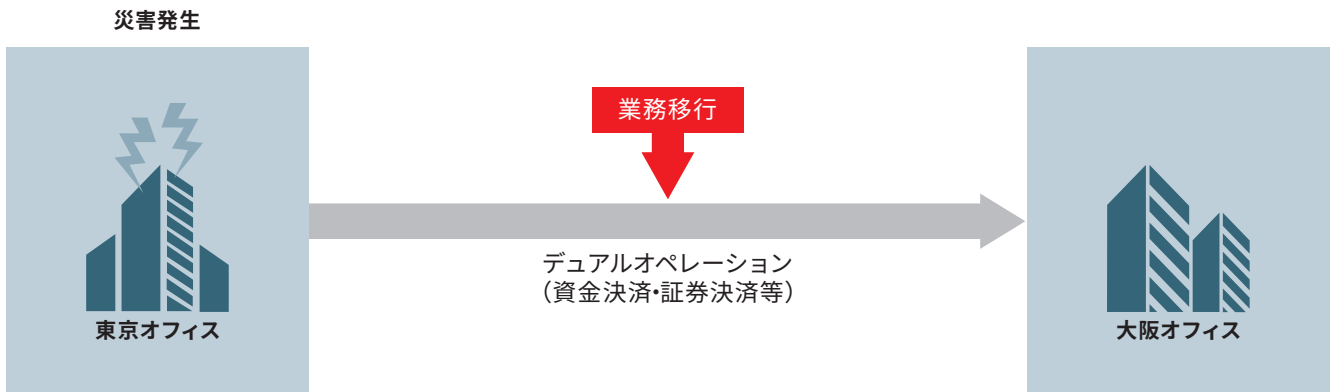 災害発生
業務移行
デュアルオペレーション
（資金決済・証券決済等）
東京オフィス
大阪オフィス